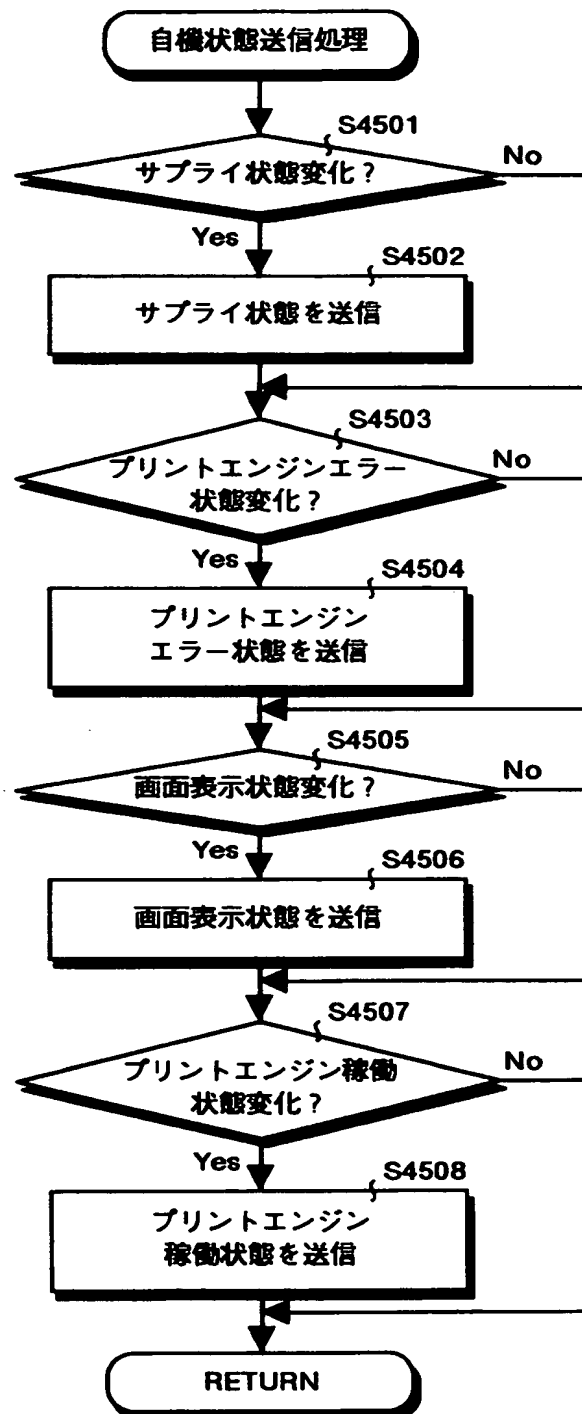 自機状態送信処理
S4501
サプライ状態変化？
No
Yes
S4502
サプライ状態を送信
S4503
プリントエンジンエラー
状態変化？
No
Yes
S4504
プリントエンジン
エラー状態を送信
S4505
画面表示状態変化？
No
Yes
S4506
画面表示状態を送信
S4507
プリントエンジン稼働
状態変化？
No
Yes
S4508
プリントエンジン
稼働状態を送信
RETURN